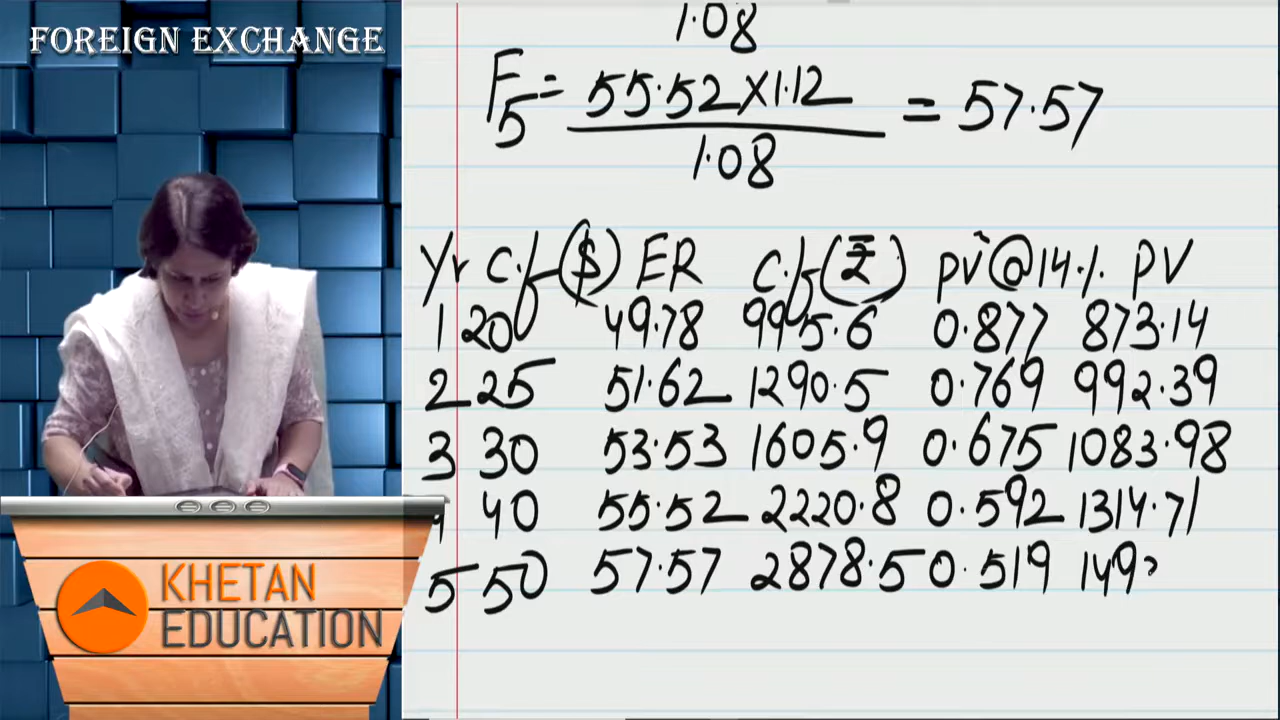 FOREIGN EXCHANGE
1.08
F5 = 55.52 x 1.12 = 57.57
1.08
Yr C.f ($) ER C.f (₹) PV @ 14% PV
1 20 49.78 995.6 0.877 873.14
2 25 51.62 1290.5 0.769 992.39
3 30 53.53 1605.9 0.675 1083.98
40 55.52 2220.8 0.592 1314.71
5 50 57.57 2878.5 0.519 149
KHETAN
EDUCATION